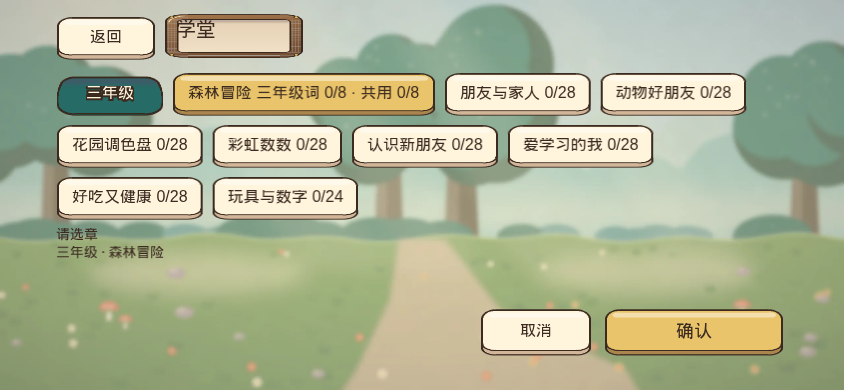 返回
学堂
三年级
森林冒险 三年级词 0/8 · 共用 0/8
朋友与家人 0/28
动物好朋友 0/28
花园调色盘 0/28
彩虹数数 0/28
认识新朋友 0/28
爱学习的我 0/28
好吃又健康 0/28
玩具与数字 0/24
请选章
三年级 · 森林冒险
取消
确认